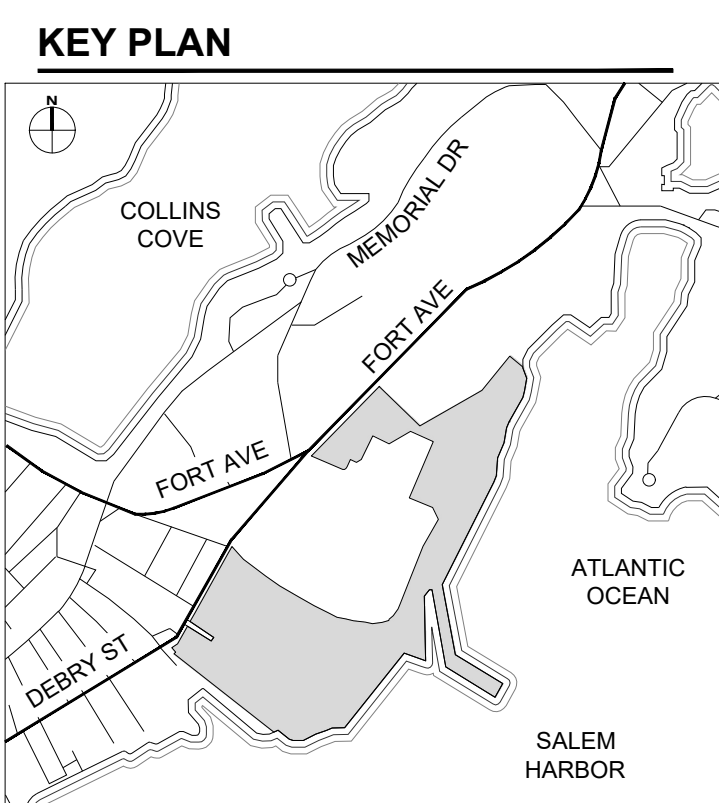 KEY PLAN
N
COLLINS
COVE
MEMORIAL DR
FORT AVE
FORT AVE
ATLANTIC
OCEAN
DEBRY ST
SALEM
HARBOR